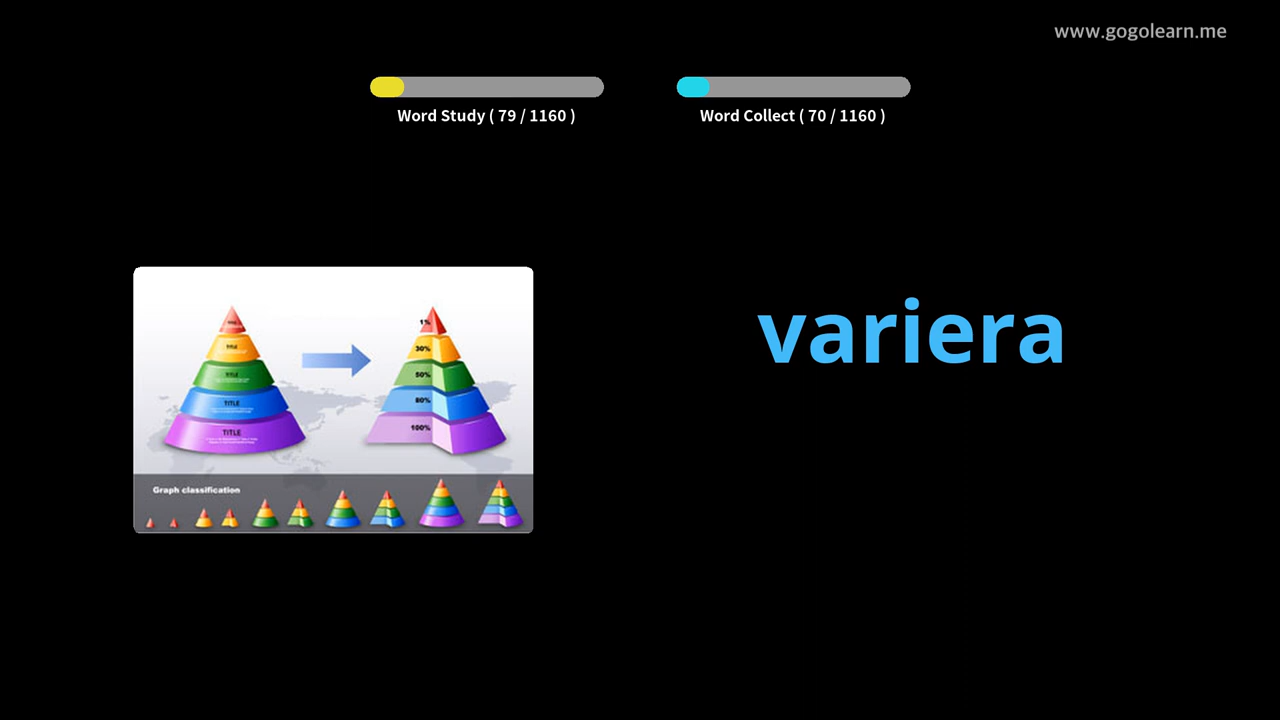 www.gogolearn.me
Word Study ( 79 / 1160 )
Word Collect ( 70 / 1160 )
variera
TITLE
TITLE
TITLE
TITLE
1%
30%
50%
80%
100%
Graph classification